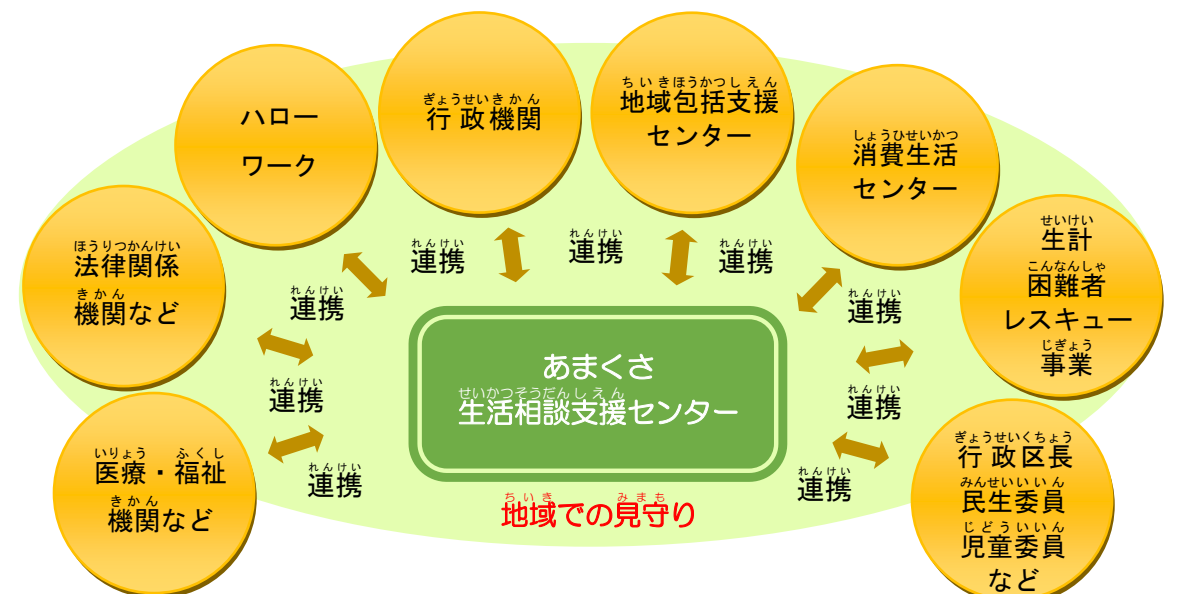 ぎょうせいきかん
行政機関
ちいきほうかつしえん
地域包括支援
センター
ハロー
ワーク
しょうひせいかつ
消費生活
センター
ほうりつかんけい
法律関係
きかん
機関など
せいけい
生計
こんなんしゃ
困難者
レスキュー
じぎょう
事業
れんけい
連携
れんけい
連携
れんけい
連携
れんけい
連携
れんけい
連携
れんけい
連携
れんけい
連携
れんけい
連携
れんけい
連携
あまくさ
せいかつそうだんしえん
生活相談支援センター
いりょう ふくし
医療・福祉
きかん
機関など
ぎょうせいくちょう
行政区長
みんせいいいん
民生委員
じどういいん
児童委員
など
ちいき みまも
地域での見守り